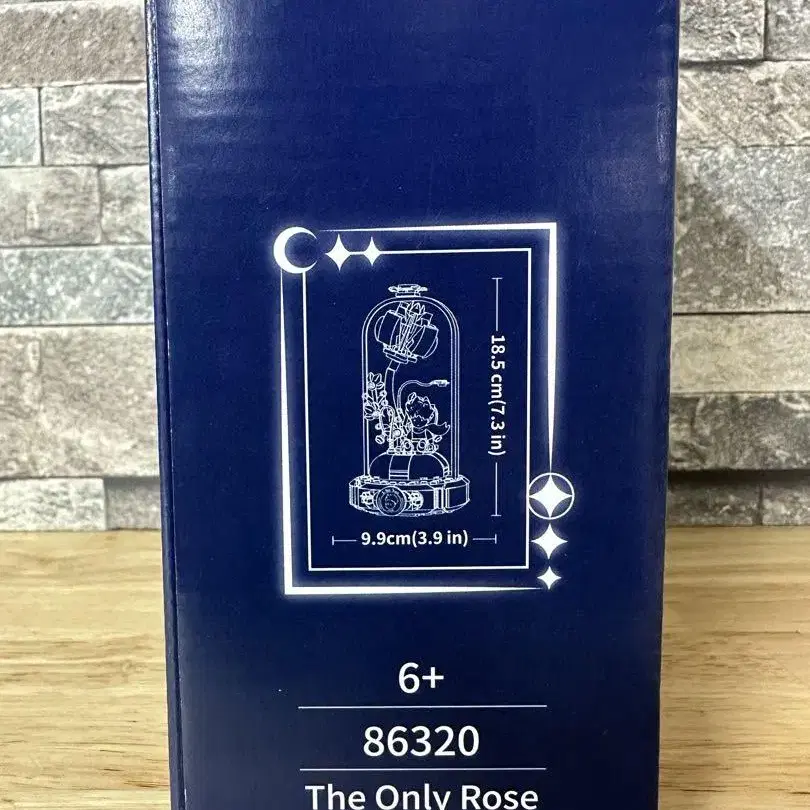 18.5 cm(7.3 in)
9.9cm(3.9 in)
6+
86320
The Only Rose